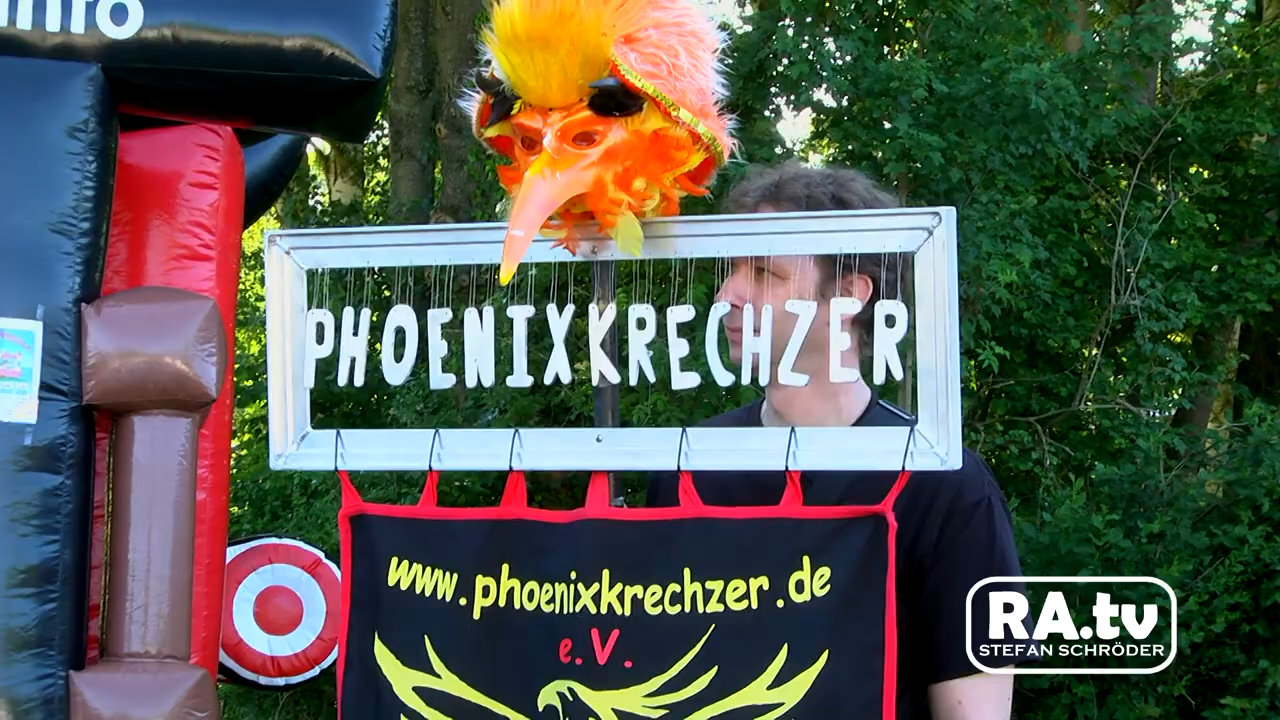 PHOENIXKRECHZER
www.phoenixkrechzer.de
e.V.
RA.tv
STEFAN SCHRÖDER